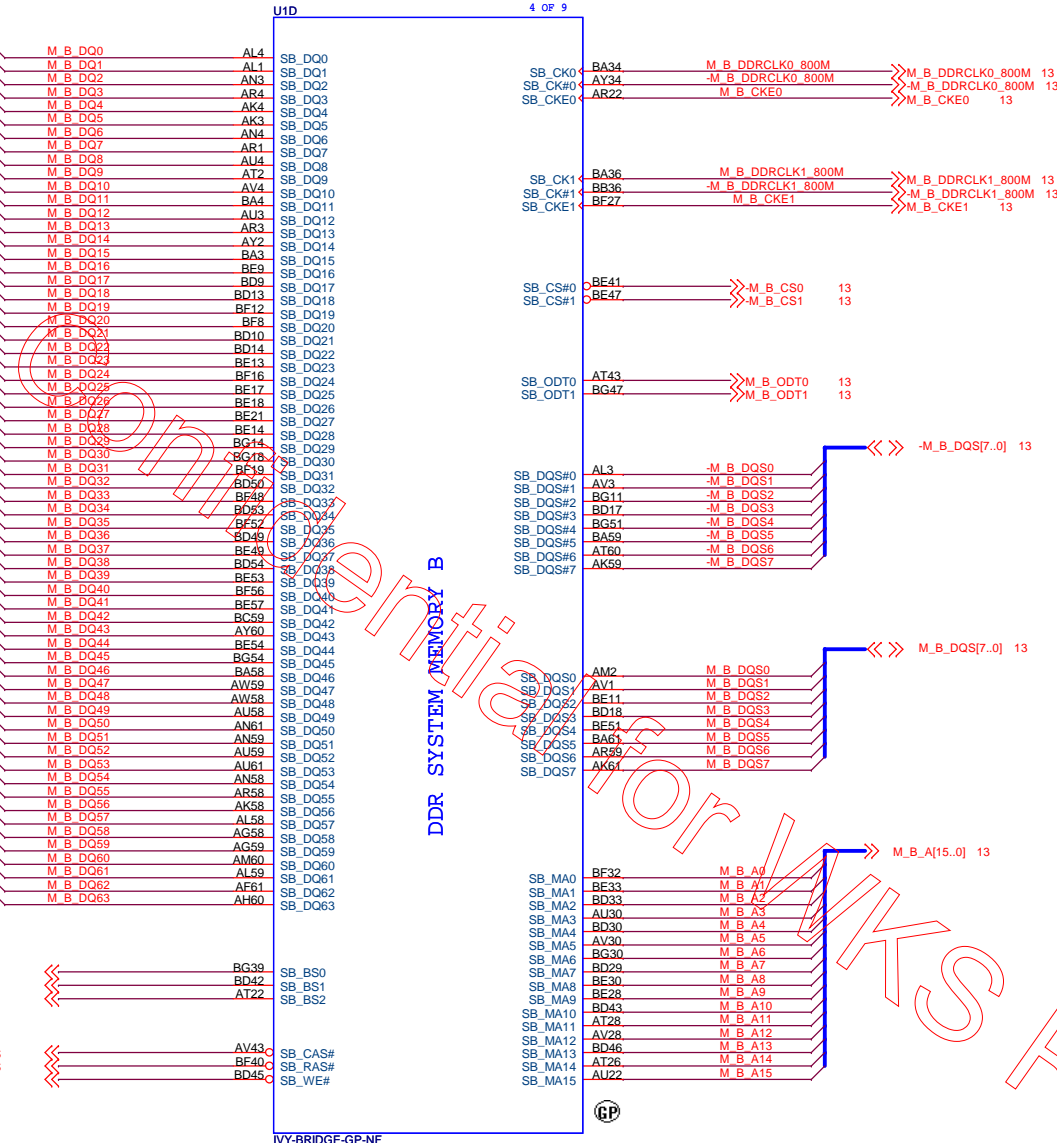 U1D
4 OF 9
M_B_DQ0 AL4 SB_DQ0
M_B_DQ1 AL1 SB_DQ1
M_B_DQ2 AN3 SB_DQ2
M_B_DQ3 AR4 SB_DQ3
M_B_DQ4 AK4 SB_DQ4
M_B_DQ5 AK3 SB_DQ5
M_B_DQ6 AN4 SB_DQ6
M_B_DQ7 AR1 SB_DQ7
M_B_DQ8 AU4 SB_DQ8
M_B_DQ9 AT2 SB_DQ9
M_B_DQ10 AV4 SB_DQ10
M_B_DQ11 BA4 SB_DQ11
M_B_DQ12 AU3 SB_DQ12
M_B_DQ13 AR3 SB_DQ13
M_B_DQ14 AY2 SB_DQ14
M_B_DQ15 BA3 SB_DQ15
M_B_DQ16 BE9 SB_DQ16
M_B_DQ17 BD9 SB_DQ17
M_B_DQ18 BD13 SB_DQ18
M_B_DQ19 BF12 SB_DQ19
M_B_DQ20 BF8 SB_DQ20
M_B_DQ21 BD10 SB_DQ21
M_B_DQ22 BD14 SB_DQ22
M_B_DQ23 BE13 SB_DQ23
M_B_DQ24 BF16 SB_DQ24
M_B_DQ25 BE17 SB_DQ25
M_B_DQ26 BE18 SB_DQ26
M_B_DQ27 BE21 SB_DQ27
M_B_DQ28 BE14 SB_DQ28
M_B_DQ29 BG14 SB_DQ29
M_B_DQ30 BG18 SB_DQ30
M_B_DQ31 BF19 SB_DQ31
M_B_DQ32 BD50 SB_DQ32
M_B_DQ33 BF48 SB_DQ33
M_B_DQ34 BD53 SB_DQ34
M_B_DQ35 BF52 SB_DQ35
M_B_DQ36 BD49 SB_DQ36
M_B_DQ37 BE49 SB_DQ37
M_B_DQ38 BD54 SB_DQ38
M_B_DQ39 BE53 SB_DQ39
M_B_DQ40 BF56 SB_DQ40
M_B_DQ41 BE57 SB_DQ41
M_B_DQ42 BC59 SB_DQ42
M_B_DQ43 AY60 SB_DQ43
M_B_DQ44 BE54 SB_DQ44
M_B_DQ45 BG54 SB_DQ45
M_B_DQ46 BA58 SB_DQ46
M_B_DQ47 AW59 SB_DQ47
M_B_DQ48 AW58 SB_DQ48
M_B_DQ49 AU58 SB_DQ49
M_B_DQ50 AN61 SB_DQ50
M_B_DQ51 AN59 SB_DQ51
M_B_DQ52 AU59 SB_DQ52
M_B_DQ53 AU61 SB_DQ53
M_B_DQ54 AN58 SB_DQ54
M_B_DQ55 AR58 SB_DQ55
M_B_DQ56 AK58 SB_DQ56
M_B_DQ57 AL58 SB_DQ57
M_B_DQ58 AG58 SB_DQ58
M_B_DQ59 AG59 SB_DQ59
M_B_DQ60 AM60 SB_DQ60
M_B_DQ61 AL59 SB_DQ61
M_B_DQ62 AF61 SB_DQ62
M_B_DQ63 AH60 SB_DQ63
BG39 SB_BS0
BD42 SB_BS1
AT22 SB_BS2
AV43 SB_CAS#
BF40 SB_RAS#
BD45 SB_WE#
DDR SYSTEM MEMORY B
SB_CK0 BA34 M_B_DDRCLK0_800M M_B_DDRCLK0_800M 13
SB_CK#0 AY34 -M_B_DDRCLK0_800M -M_B_DDRCLK0_800M 13
SB_CKE0 AR22 M_B_CKE0 M_B_CKE0 13
SB_CK1 BA36 M_B_DDRCLK1_800M M_B_DDRCLK1_800M 13
SB_CK#1 BB36 -M_B_DDRCLK1_800M -M_B_DDRCLK1_800M 13
SB_CKE1 BF27 M_B_CKE1 M_B_CKE1 13
SB_CS#0 BE41 -M_B_CS0 13
SB_CS#1 BE47 -M_B_CS1 13
SB_ODT0 AT43 M_B_ODT0 13
SB_ODT1 BG47 M_B_ODT1 13
-M_B_DQS[7..0] 13
SB_DQS#0 AL3 -M_B_DQS0
SB_DQS#1 AV3 -M_B_DQS1
SB_DQS#2 BG11 -M_B_DQS2
SB_DQS#3 BD17 -M_B_DQS3
SB_DQS#4 BG51 -M_B_DQS4
SB_DQS#5 BA59 -M_B_DQS5
SB_DQS#6 AT60 -M_B_DQS6
SB_DQS#7 AK59 -M_B_DQS7
M_B_DQS[7..0] 13
SB_DQS0 AM2 M_B_DQS0
SB_DQS1 AV1 M_B_DQS1
SB_DQS2 BE11 M_B_DQS2
SB_DQS3 BD18 M_B_DQS3
SB_DQS4 BE51 M_B_DQS4
SB_DQS5 BA61 M_B_DQS5
SB_DQS6 AR59 M_B_DQS6
SB_DQS7 AK61 M_B_DQS7
M_B_A[15..0] 13
SB_MA0 BF32 M_B_A0
SB_MA1 BE33 M_B_A1
SB_MA2 BD33 M_B_A2
SB_MA3 AU30 M_B_A3
SB_MA4 BD30 M_B_A4
SB_MA5 AV30 M_B_A5
SB_MA6 BG30 M_B_A6
SB_MA7 BD29 M_B_A7
SB_MA8 BE30 M_B_A8
SB_MA9 BE28 M_B_A9
SB_MA10 BD43 M_B_A10
SB_MA11 AT28 M_B_A11
SB_MA12 AV28 M_B_A12
SB_MA13 BD46 M_B_A13
SB_MA14 AT26 M_B_A14
SB_MA15 AU22 M_B_A15
GP
IVY-BRIDGE-GP-NF
Confidential for WKS